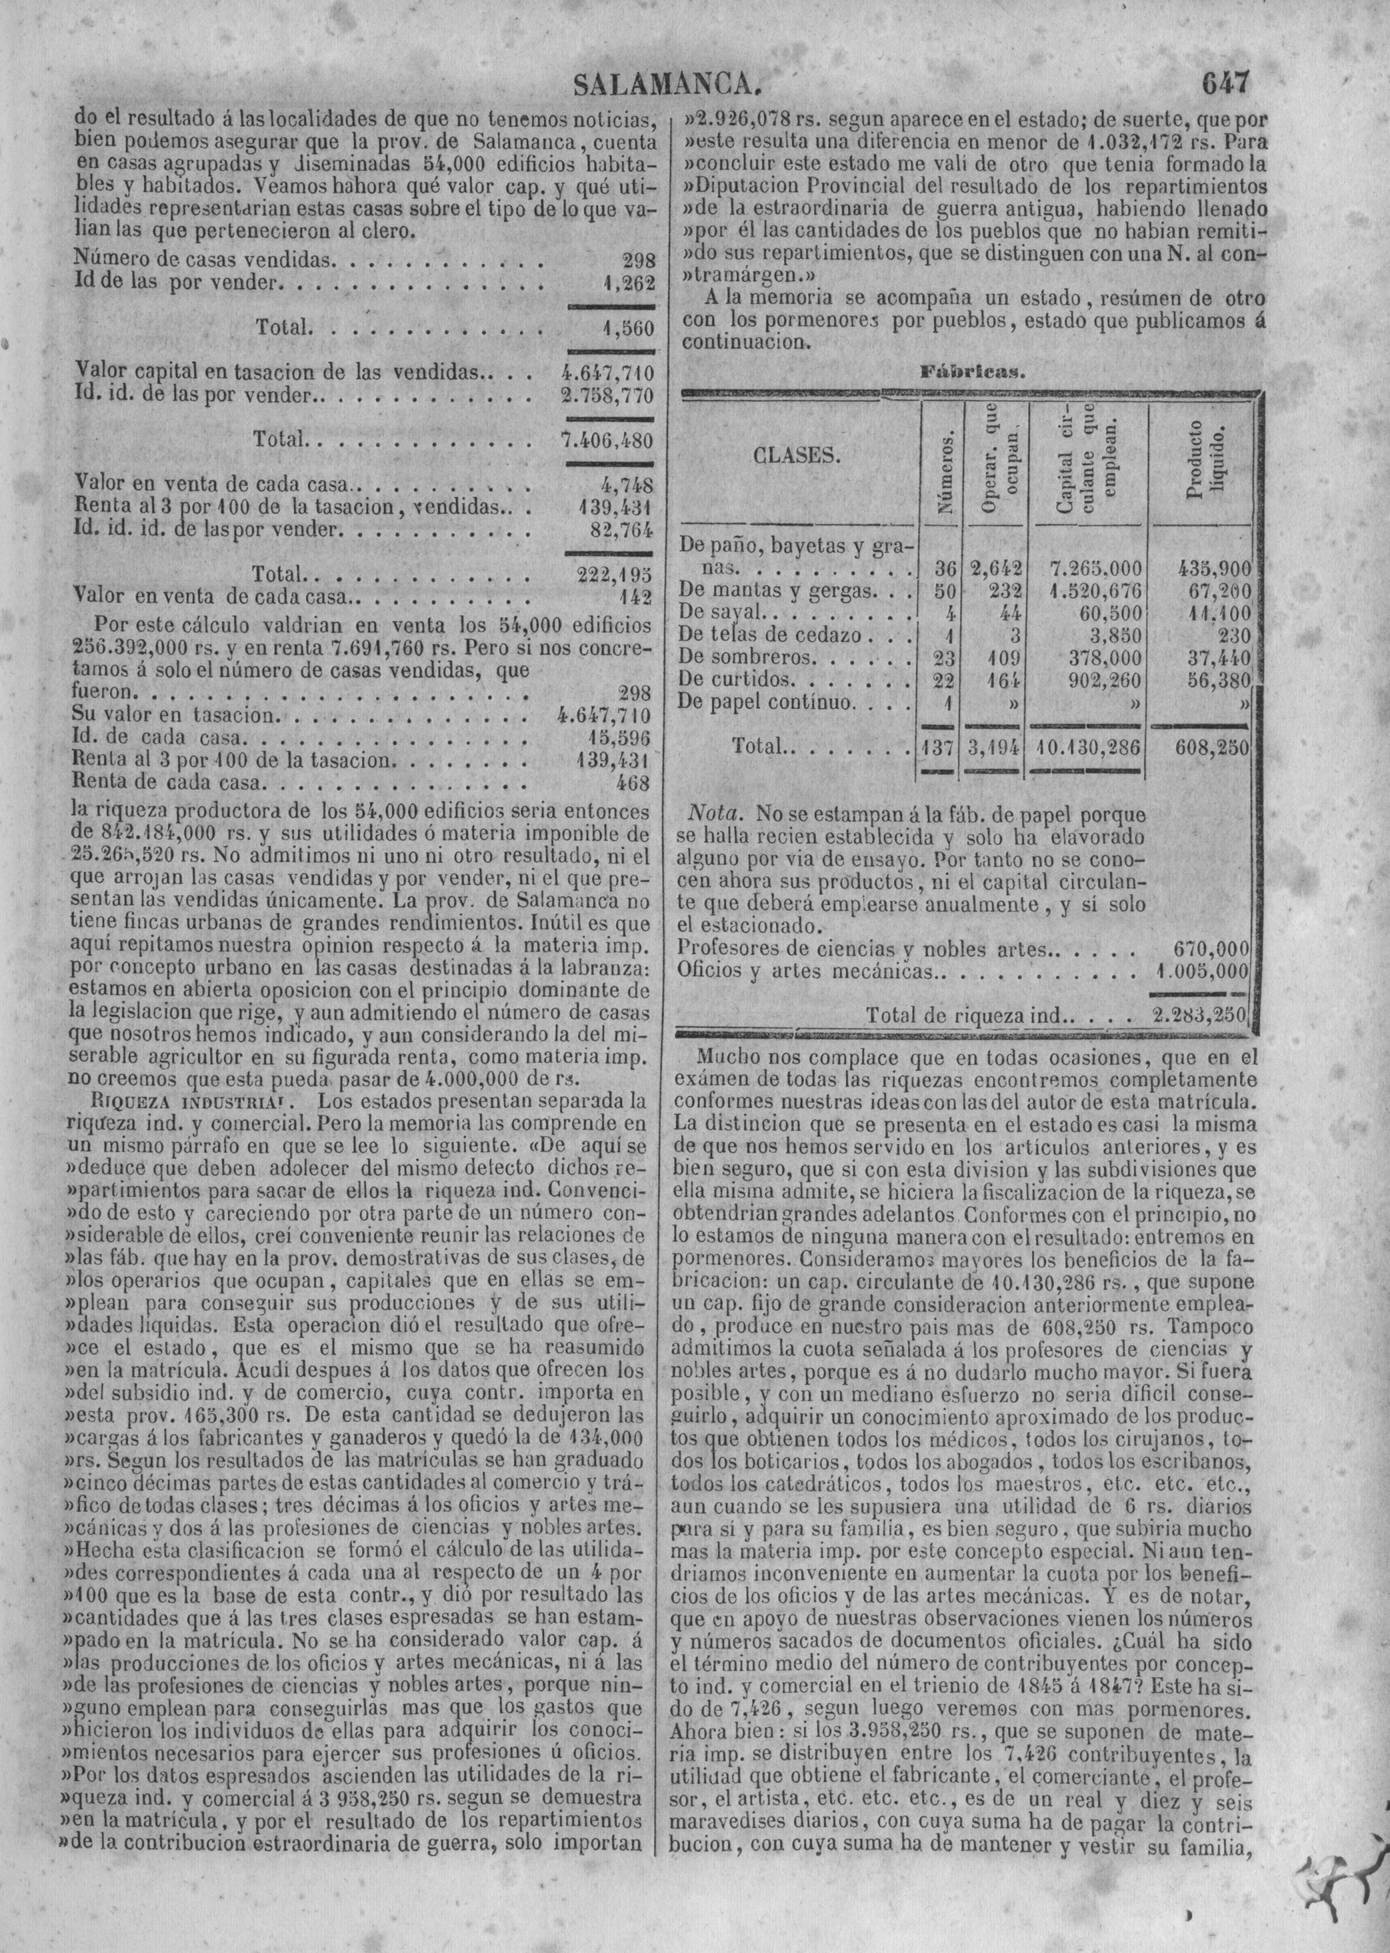 SALAMANCA. 647
do el resultado á las localidades de que no tenemos noticias,
bien podemos asegurar que la prov. de Salamanca, cuenta
en casas agrupadas y diseminadas 54,000 edificios habita-
bles y habitados. Veamos hahora qué valor cap. y qué uti-
lidades representarian estas casas sobre el tipo de lo que va-
lian las que pertenecieron al clero.
Número de casas vendidas. . . . . . . . . . . . 298
Id de las por vender. . . . . . . . . . . . . . . 1,262
Total. . . . . . . . . . . . . 1,560
Valor capital en tasacion de las vendidas.. . . 4.647,710
Id. id. de las por vender.. . . . . . . . . . . . 2.758,770
Total. . . . . . . . . . . . . 7.406,480
Valor en venta de cada casa.. . . . . . . . . . 4,748
Renta al 3 por 100 de la tasacion, vendidas.. . 139,431
Id. id. id. de las por vender. . . . . . . . . . . 82,764
Total. . . . . . . . . . . . . 222,195
Valor en venta de cada casa.. . . . . . . . . . 142
Por este cálculo valdrian en venta los 54,000 edificios
256.392,000 rs. y en renta 7.691,760 rs. Pero si nos concre-
tamos á solo el número de casas vendidas, que
fueron. . . . . . . . . . . . . . . . . . . . . . 298
Su valor en tasacion. . . . . . . . . . . . . . 4.647,710
Id. de cada casa. . . . . . . . . . . . . . . . 15,596
Renta al 3 por 100 de la tasacion. . . . . . . . 139,431
Renta de cada casa. . . . . . . . . . . . . . . 468
la riqueza productora de los 54,000 edificios seria entonces
de 842.184,000 rs. y sus utilidades ó materia imponible de
25.265,520 rs. No admitimos ni uno ni otro resultado, ni el
que arrojan las casas vendidas y por vender, ni el que pre-
sentan las vendidas únicamente. La prov. de Salamanca no
tiene fincas urbanas de grandes rendimientos. Inútil es que
aquí repitamos nuestra opinion respecto á la materia imp.
por concepto urbano en las casas destinadas á la labranza:
estamos en abierta oposicion con el principio dominante de
la legislacion que rige, y aun admitiendo el número de casas
que nosotros hemos indicado, y aun considerando la del mi-
serable agricultor en su figurada renta, como materia imp.
no creemos que esta pueda pasar de 4.000,000 de rs.
RIQUEZA INDUSTRIAL. Los estados presentan separada la
riqueza ind. y comercial. Pero la memoria las comprende en
un mismo párrafo en que se lee lo siguiente. «De aquí se
»deduce que deben adolecer del mismo defecto dichos re-
»partimientos para sacar de ellos la riqueza ind. Convenci-
»do de esto y careciendo por otra parte de un número con-
»siderable de ellos, crei conveniente reunir las relaciones de
»las fáb. que hay en la prov. demostrativas de sus clases, de
»los operarios que ocupan, capitales que en ellas se em-
»plean para conseguir sus producciones y de sus utili-
»dades líquidas. Esta operacion dió el resultado que ofre-
»ce el estado, que es el mismo que se ha reasumido
»en la matrícula. Acudí despues á los datos que ofrecen los
»del subsidio ind. y de comercio, cuya contr. importa en
»esta prov. 165,300 rs. De esta cantidad se dedujeron las
»cargas á los fabricantes y ganaderos y quedó la de 134,000
»rs. Segun los resultados de las matrículas se han graduado
»cinco décimas partes de estas cantidades al comercio y trá-
»fico de todas clases; tres décimas á los oficios y artes me-
»cánicas y dos á las profesiones de ciencias y nobles artes.
»Hecha esta clasificacion se formó el cálculo de las utilida-
»des correspondientes á cada una al respecto de un 4 por
»100 que es la base de esta contr., y dió por resultado las
»cantidades que á las tres clases espresadas se han estam-
»pado en la matrícula. No se ha considerado valor cap. á
»las producciones de los oficios y artes mecánicas, ni á las
»de las profesiones de ciencias y nobles artes, porque nin-
»guno emplean para conseguirlas mas que los gastos que
»hicieron los individuos de ellas para adquirir los conoci-
»mientos necesarios para ejercer sus profesiones ú oficios.
»Por los datos espresados ascienden las utilidades de la ri-
»queza ind. y comercial á 3 958,250 rs. segun se demuestra
»en la matrícula, y por el resultado de los repartimientos
»de la contribucion estraordinaria de guerra, solo importan
»2.926,078 rs. segun aparece en el estado; de suerte, que por
»este resulta una diferencia en menor de 1.032,172 rs. Para
»concluir este estado me valí de otro que tenia formado la
»Diputacion Provincial del resultado de los repartimientos
»de la estraordinaria de guerra antigua, habiendo llenado
»por él las cantidades de los pueblos que no habian remiti-
»do sus repartimientos, que se distinguen con una N. al con-
»tramárgen.»
A la memoria se acompaña un estado, resúmen de otro
con los pormenores por pueblos, estado que publicamos á
continuacion.
Fábricas.
CLASES. Números. Operar. que ocupan. Capital cir-culante que emplean. Producto líquido.
De paño, bayetas y gra-
nas. . . . . . . . . . 36 2,642 7.265,000 435,900
De mantas y gergas. . . 50 232 1.520,676 67,200
De sayal. . . . . . . . . 4 44 60,500 11,100
De telas de cedazo . . . 1 3 3,850 230
De sombreros. . . . . . 23 109 378,000 37,440
De curtidos. . . . . . . 22 164 902,260 56,380
De papel contínuo. . . . 1 » » »
Total. . . . . . . . 137 3,194 10.130,286 608,250
Nota. No se estampan á la fáb. de papel porque
se halla recien establecida y solo ha elavorado
alguno por via de ensayo. Por tanto no se cono-
cen ahora sus productos, ni el capital circulan-
te que deberá emplearse anualmente, y si solo
el estacionado.
Profesores de ciencias y nobles artes.. . . . . 670,000
Oficios y artes mecánicas.. . . . . . . . . . . 1.005,000
Total de riqueza ind.. . . . 2.283,250
Mucho nos complace que en todas ocasiones, que en el
exámen de todas las riquezas encontremos completamente
conformes nuestras ideas con las del autor de esta matrícula.
La distincion que se presenta en el estado es casi la misma
de que nos hemos servido en los artículos anteriores, y es
bien seguro, que si con esta division y las subdivisiones que
ella misma admite, se hiciera la fiscalizacion de la riqueza, se
obtendrian grandes adelantos. Conformes con el principio, no
lo estamos de ninguna manera con el resultado: entremos en
pormenores. Consideramos mayores los beneficios de la fa-
bricacion: un cap. circulante de 10.130,286 rs., que supone
un cap. fijo de grande consideracion anteriormente emplea-
do, produce en nuestro pais mas de 608,250 rs. Tampoco
admitimos la cuota señalada á los profesores de ciencias y
nobles artes, porque es á no dudarlo mucho mayor. Si fuera
posible, y con un mediano esfuerzo no seria dificil conse-
guirlo, adquirir un conocimiento aproximado de los produc-
tos que obtienen todos los médicos, todos los cirujanos, to-
dos los boticarios, todos los abogados, todos los escribanos,
todos los catedráticos, todos los maestros, etc. etc. etc.,
aun cuando se les supusiera una utilidad de 6 rs. diarios
para sí y para su familia, es bien seguro, que subiria mucho
mas la materia imp. por este concepto especial. Ni aun ten-
driamos inconveniente en aumentar la cuota por los benefi-
cios de los oficios y de las artes mecánicas. Y es de notar,
que en apoyo de nuestras observaciones vienen los números
y números sacados de documentos oficiales. ¿Cuál ha sido
el término medio del número de contribuyentes por concep-
to ind. y comercial en el trienio de 1845 á 1847? Este ha si-
do de 7,426, segun luego veremos con mas pormenores.
Ahora bien: si los 3.958,250 rs., que se suponen de mate-
ria imp. se distribuyen entre los 7,426 contribuyentes, la
utilidad que obtiene el fabricante, el comerciante, el profe-
sor, el artista, etc. etc. etc., es de un real y diez y seis
maravedises diarios, con cuya suma ha de pagar la contri-
bucion, con cuya suma ha de mantener y vestir su familia,